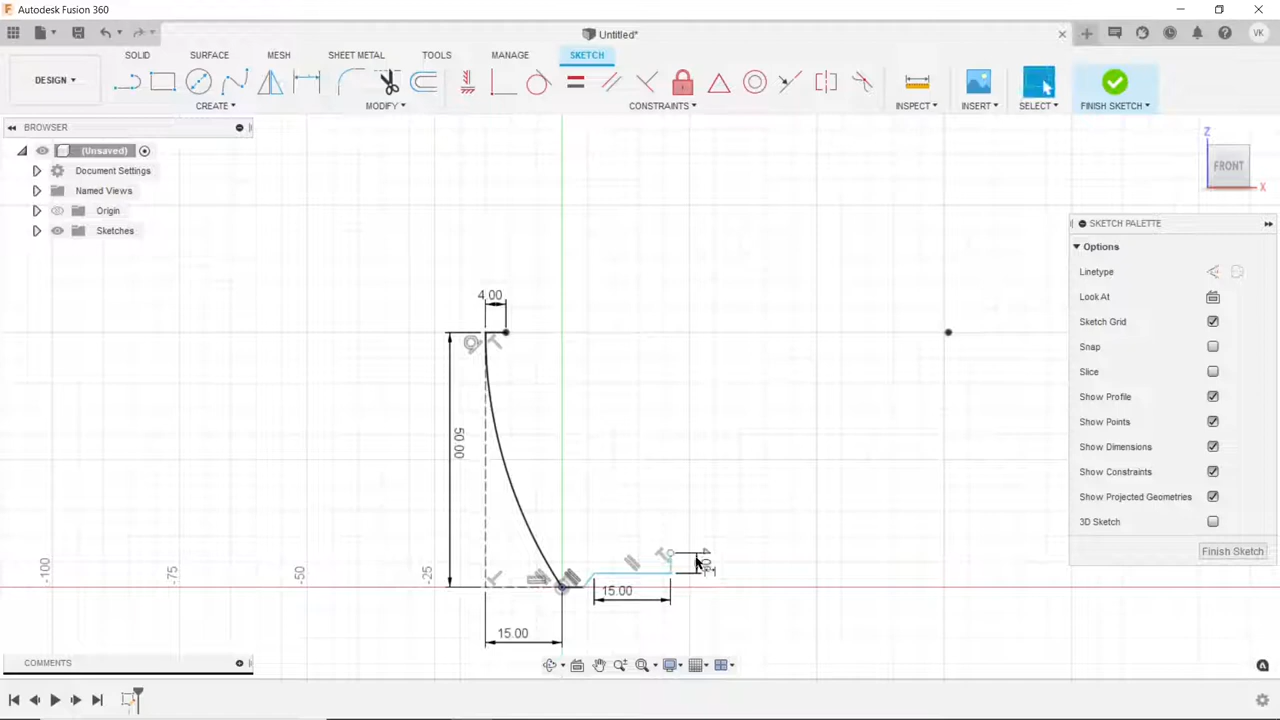 Autodesk Fusion 360
Untitled*
VK
DESIGN
SOLID
SURFACE
MESH
SHEET METAL
TOOLS
MANAGE
SKETCH
CREATE
MODIFY
CONSTRAINTS
INSPECT
INSERT
SELECT
FINISH SKETCH
BROWSER
(Unsaved)
Document Settings
Named Views
Origin
Sketches
Z
FRONT
X
SKETCH PALETTE
Options
Linetype
Look At
Sketch Grid
Snap
Slice
Show Profile
Show Points
Show Dimensions
Show Constraints
Show Projected Geometries
3D Sketch
Finish Sketch
4.00
50.00
-100
-75
-50
-25
4.00
15.00
15.00
COMMENTS